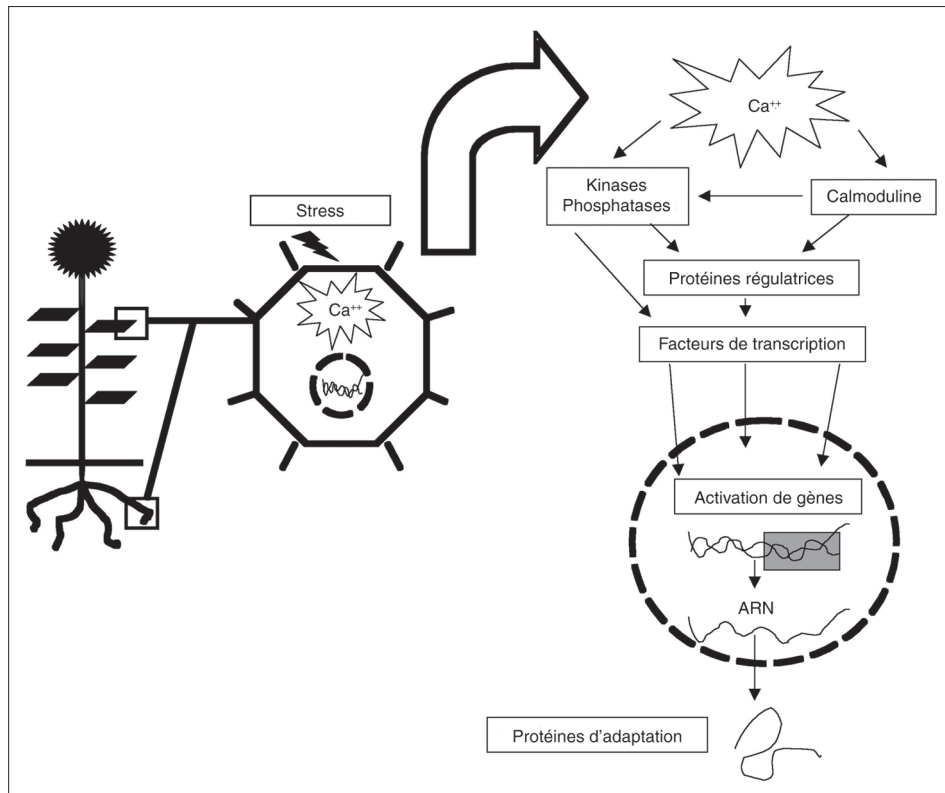 Ca++
Kinases
Phosphatases
Calmoduline
Stress
Protéines régulatrices
Ca++
Facteurs de transcription
Activation de gènes
ARN
Protéines d'adaptation